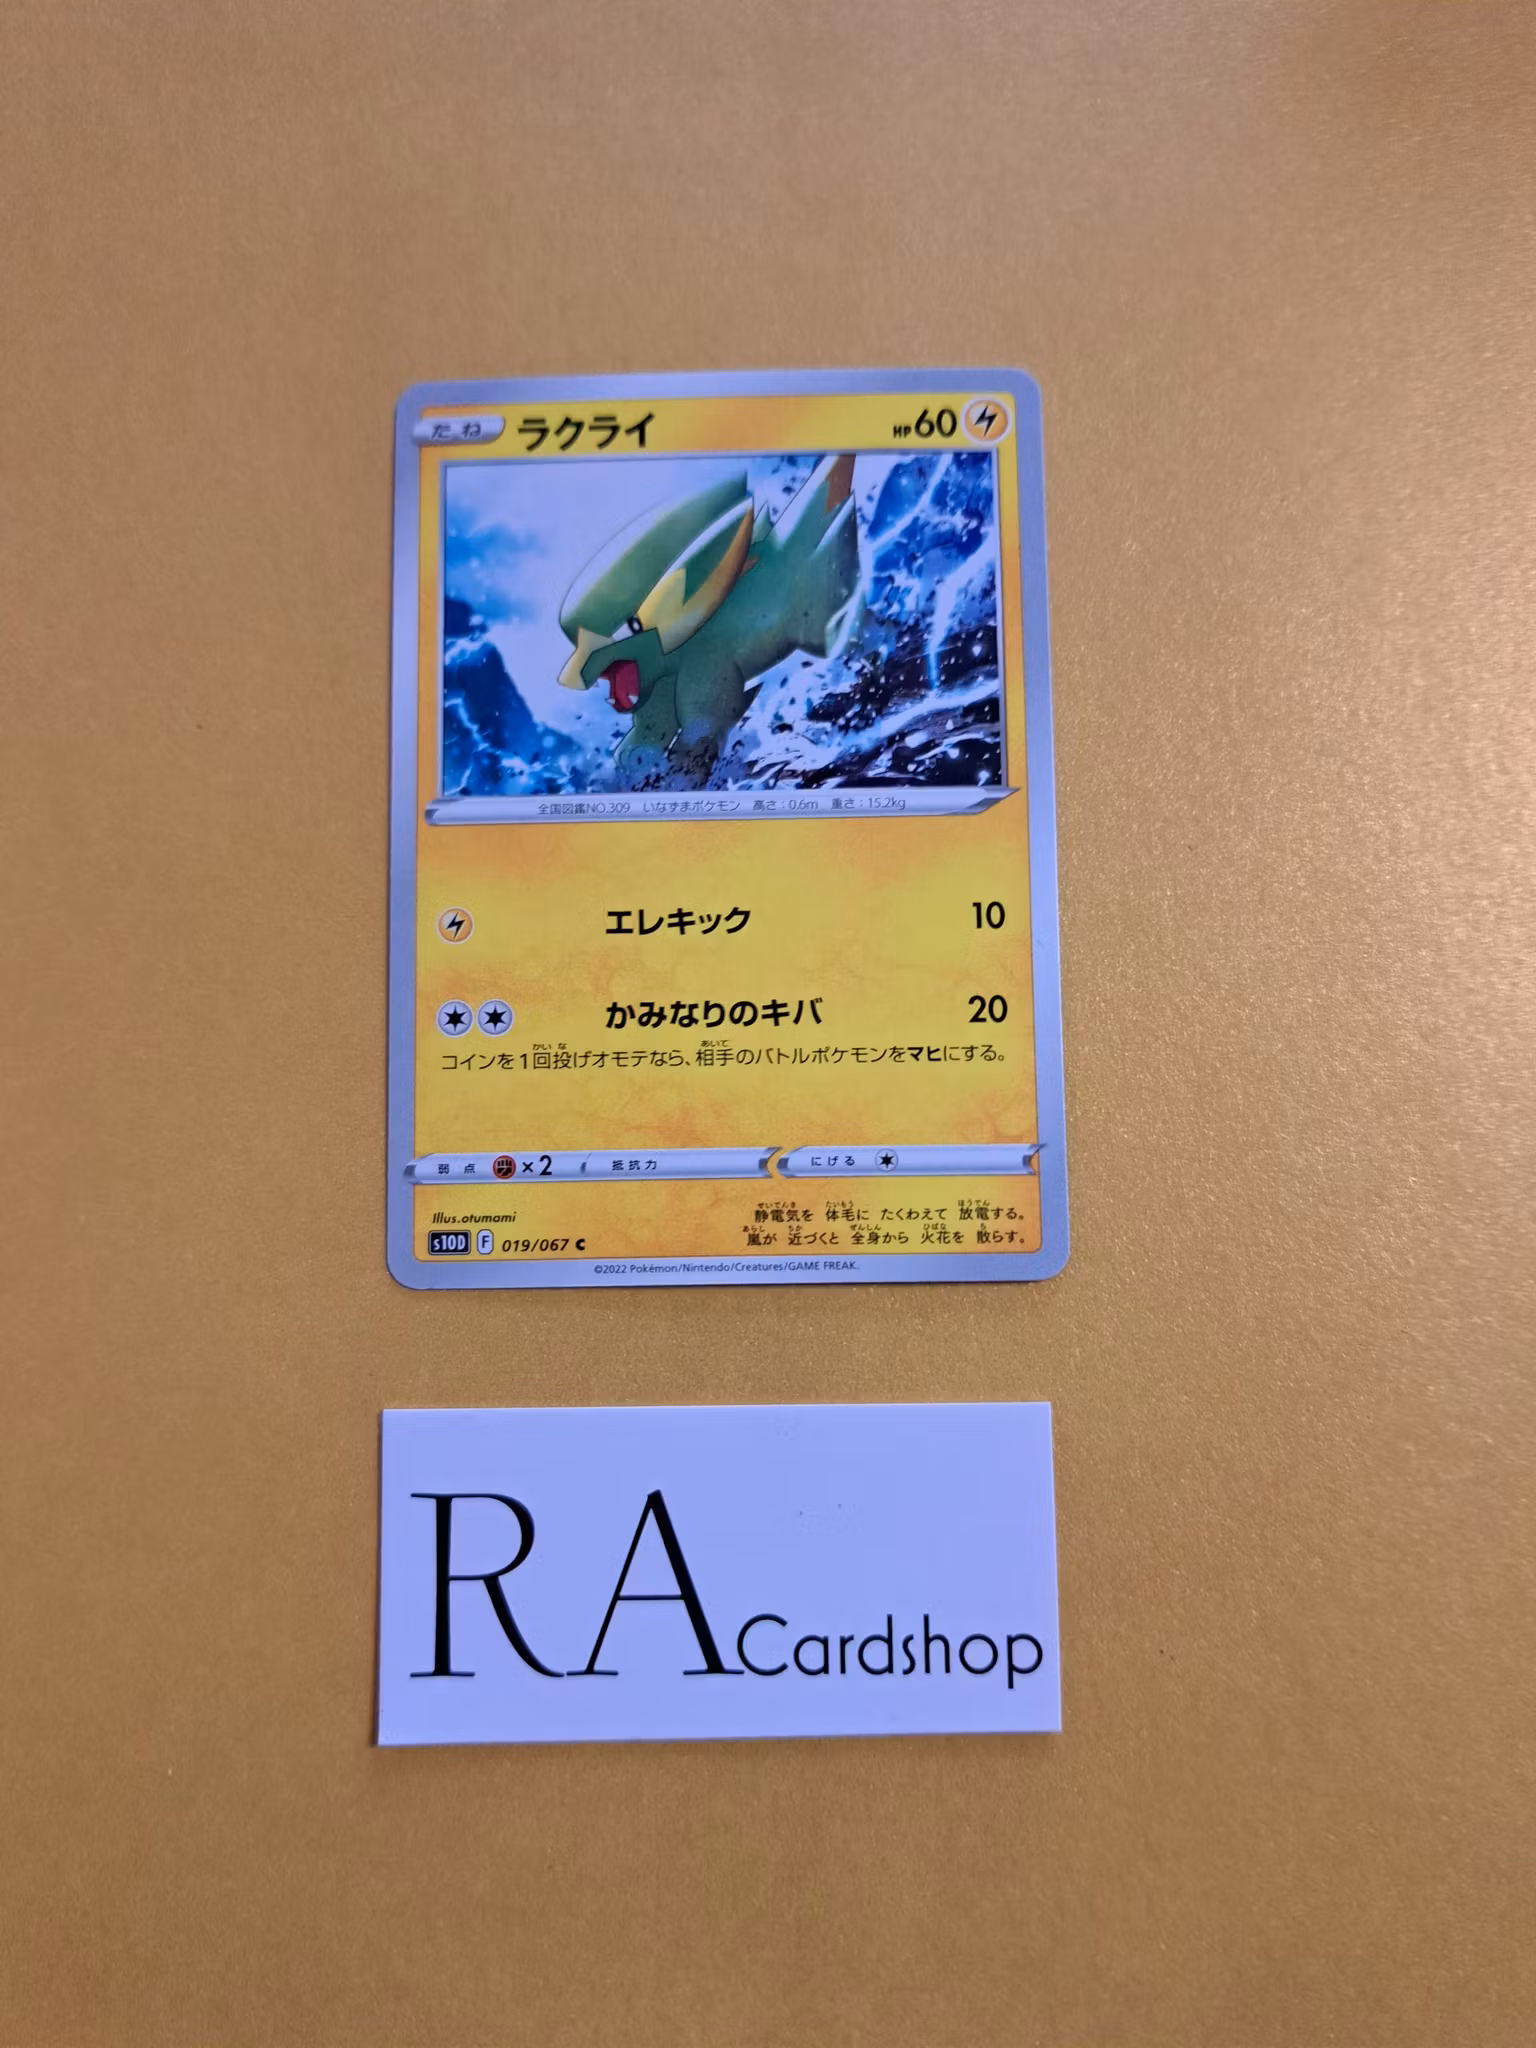 たね ラクライ HP60
全国図鑑NO.309 いなずまポケモン 高さ:0.6m 重さ:15.2kg
エレキック 10
かみなりのキバ 20
コインを1回投げオモテなら、相手のバトルポケモンをマヒにする。
弱点 ×2 抵抗力 にげる
Illus.otumami
静電気を 体毛に たくわえて 放電する。
嵐が 近づくと 全身から 火花を 散らす。
s10D F 019/067 C
©2022 Pokémon/Nintendo/Creatures/GAME FREAK.
RA Cardshop